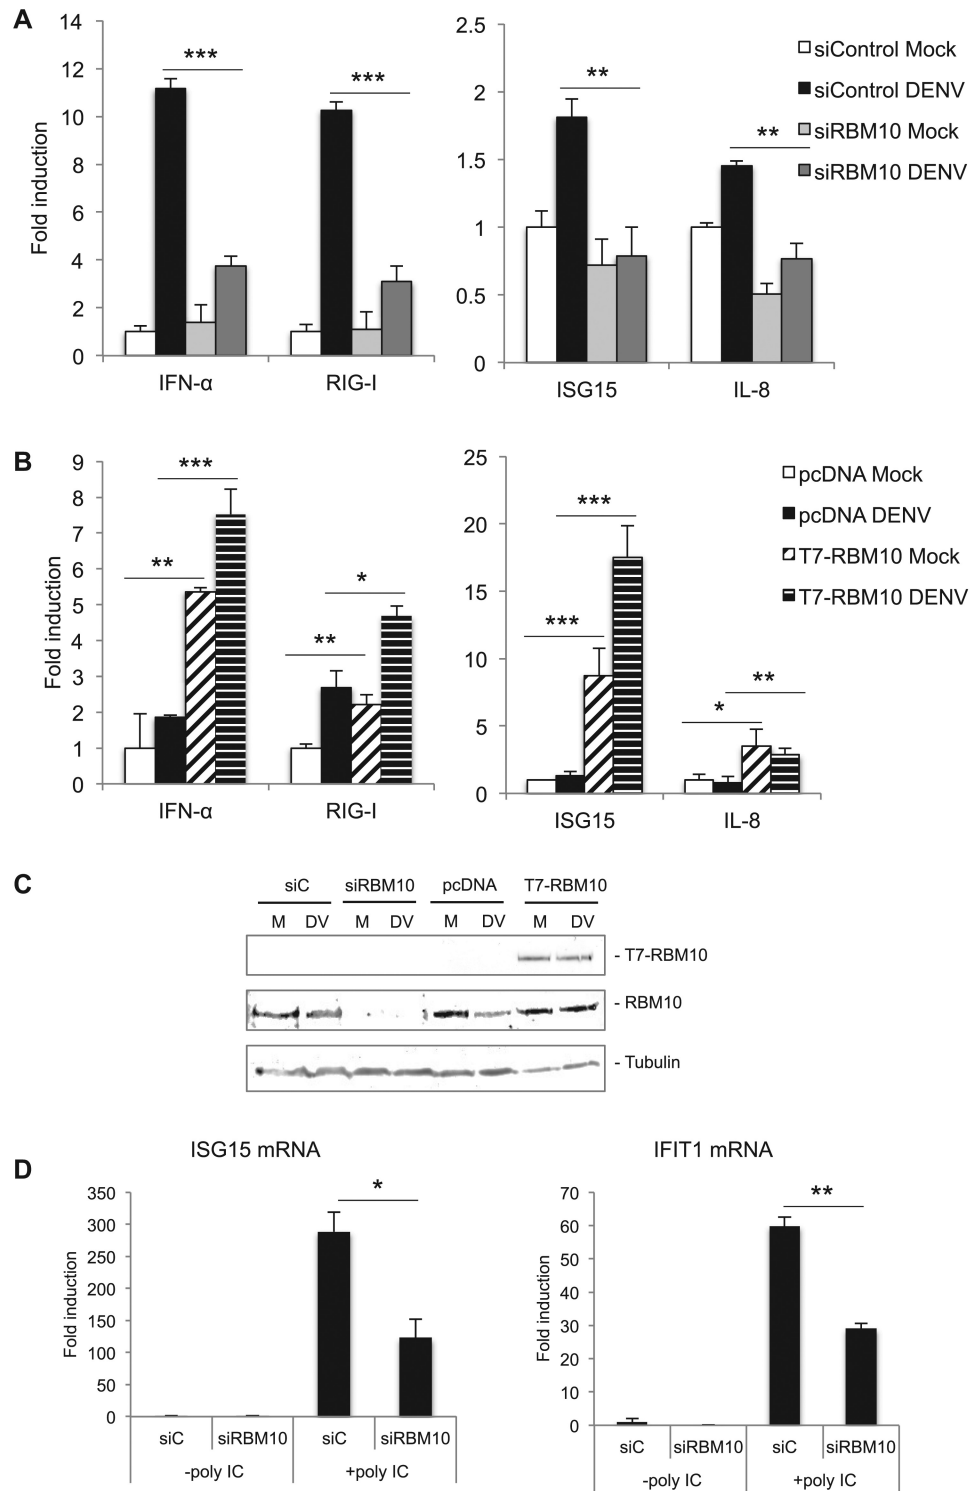 A
14
12
10
8
6
4
2
0
Fold induction
***
***
IFN-α
RIG-I
2.5
2
1.5
1
0.5
0
**
**
ISG15
IL-8
siControl Mock
siControl DENV
siRBM10 Mock
siRBM10 DENV
B
9
8
7
6
5
4
3
2
1
0
Fold induction
**
***
**
*
IFN-α
RIG-I
25
20
15
10
5
0
***
***
*
**
ISG15
IL-8
pcDNA Mock
pcDNA DENV
T7-RBM10 Mock
T7-RBM10 DENV
C
siC siRBM10 pcDNA T7-RBM10
M DV M DV M DV M DV
- T7-RBM10
- RBM10
- Tubulin
D
ISG15 mRNA
350
300
250
200
150
100
50
0
Fold induction
*
siC siRBM10 siC siRBM10
-poly IC +poly IC
IFIT1 mRNA
70
60
50
40
30
20
10
0
Fold induction
**
siC siRBM10 siC siRBM10
-poly IC +poly IC